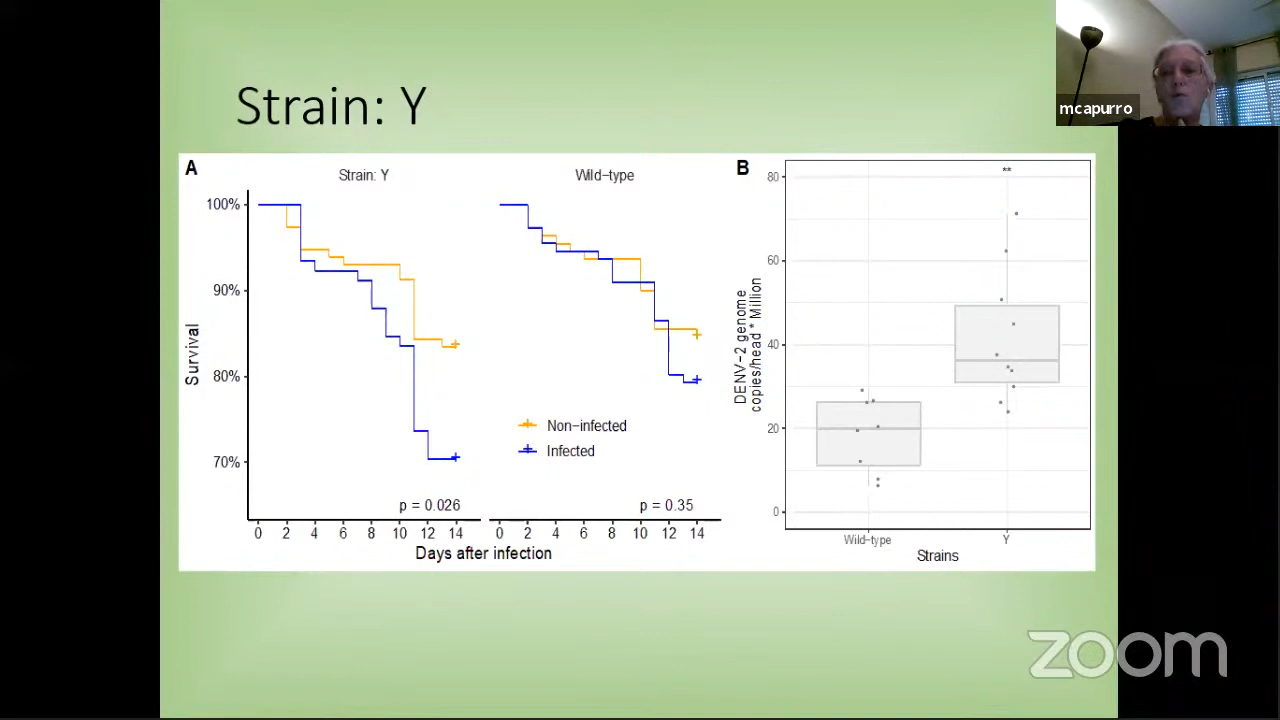 mcapurro
Strain: Y
A
Strain: Y
Wild-type
100%
90%
80%
70%
Survival
Non-infected
Infected
p = 0.026
p = 0.35
0 2 4 6 8 10 12 14
0 2 4 6 8 10 12 14
Days after infection
B
**
80
60
40
20
0
DENV-2 genome
copies/head * Million
Wild-type
Y
Strains
zoom